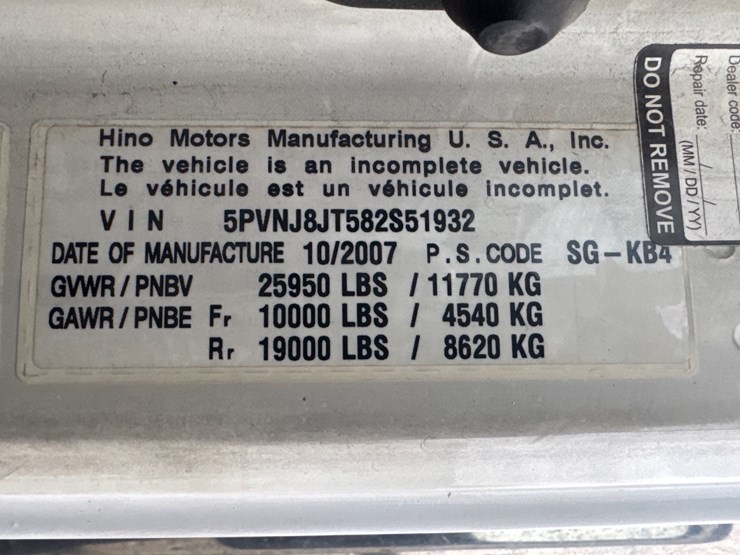 Hino Motors Manufacturing U. S. A., Inc.
The vehicle is an incomplete vehicle.
Le véhicule est un véhicule incomplet.
VIN 5PVNJ8JT582S51932
DATE OF MANUFACTURE 10/2007 P.S.CODE SG-KB4
GVWR/PNBV 25950 LBS / 11770 KG
GAWR/PNBE Fr 10000 LBS / 4540 KG
Rr 19000 LBS / 8620 KG
Dealer code:
Repair date: / /
(MM/DD/YY)
DO NOT REMOVE